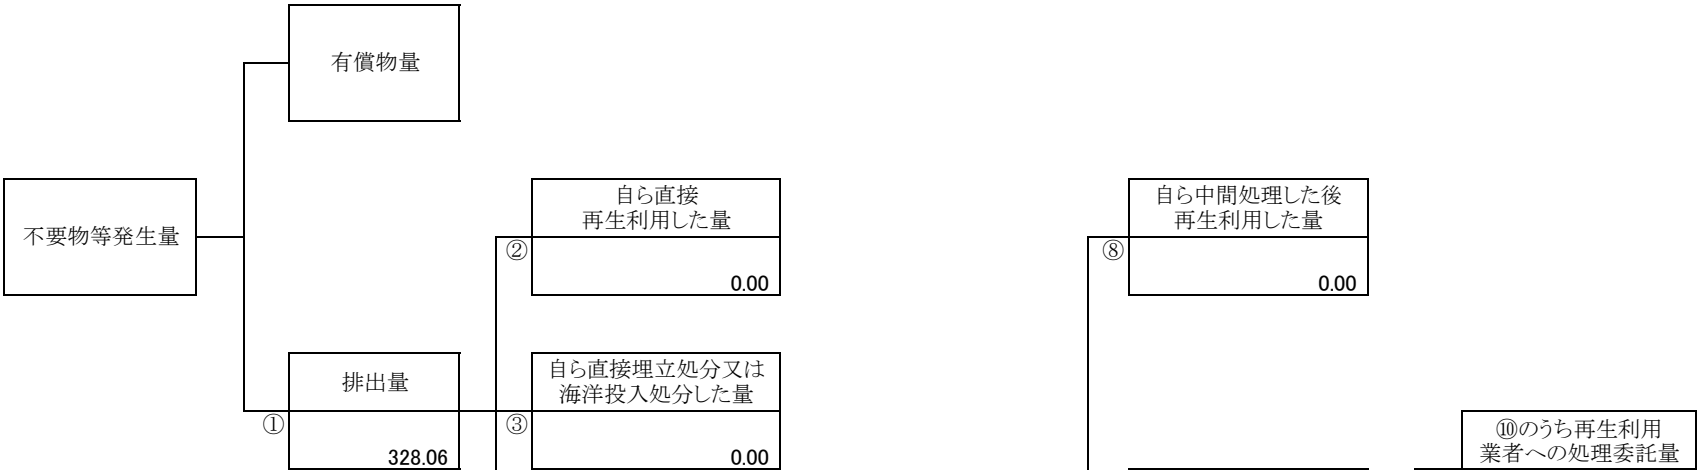 有償物量
不要物等発生量
自ら直接
再生利用した量
②
0.00
自ら中間処理した後
再生利用した量
⑧
0.00
排出量
①
328.06
自ら直接埋立処分又は
海洋投入処分した量
③
0.00
⑩のうち再生利用
業者への処理委託量